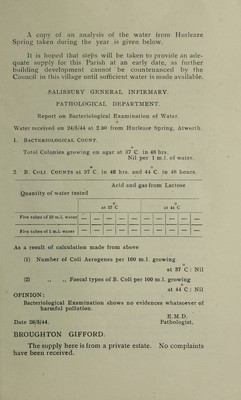 A copy of an analysis of the water from Hurleaze
Spring taken during the year is given below.
It is hoped that steps will be taken to provide an ade-
quate supply for this Parish at an early date, as further
building development cannot be countenanced by the
Council in this village until sufficient water is made available.
SALISBURY GENERAL INFIRMARY.
PATHOLOGICAL DEPARTMENT.
Report on Bacteriological Examination of Water.
Water received on 24/5/44 at 2.30 from Hurleaze Spring, Atworth.
1. BACTERIOLOGICAL COUNT.
Total Colonies growing on agar at 37°C. in 48 hrs.
Nil per 1 m.l. of water.
2. B. COLI. COUNTS at 37°C. in 48 hrs. and 44°C. in 48 hours.
Acid and gas from Lactose
Quantity of water tested
at 37°C at 44°C
Five tubes of 10 m.l. water — — — — — — — — — —
Five tubes of 1 m.l. water — — — — — — — — — —
As a result of calculation made from above
(1) Number of Coli Aerogenes per 100 m.l. growing
at 37°C : Nil
(2) „ „ Faecal types of B. Coli per 100 m.l. growing
at 44°C : Nil
OPINION:
Bacteriological Examination shows no evidences whatsoever of
harmful pollution.
E.M.D.
Date 26/5/44. Pathologist.
BROUGHTON GIFFORD.
The supply here is from a private estate. No complaints
have been received.